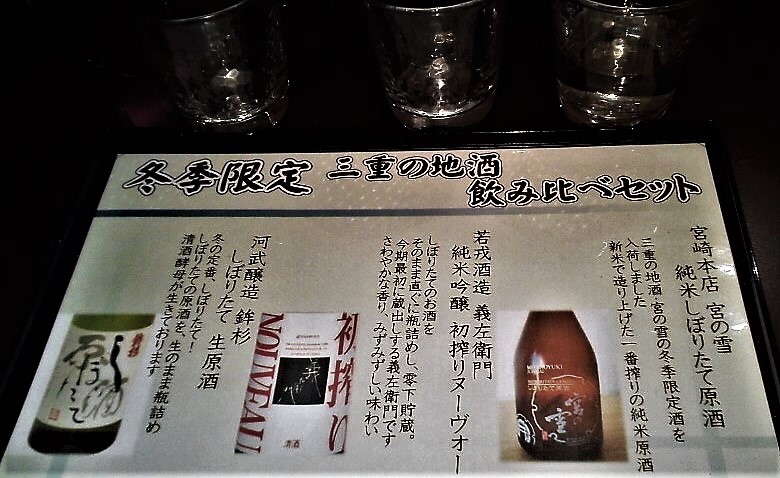 冬季限定 三重の地酒
飲み比べセット
宮崎本店 宮の雪
純米しぼりたて原酒
三重の地酒・宮の雪の冬季限定酒を
入荷しました
新米で造り上げた一番搾りの純米原酒
若戎酒造 義左衛門
純米吟醸 初搾りヌーヴォー
しぼりたてのお酒を
そのまま直ぐに瓶詰めし、零下貯蔵。
今期最初に蔵出しする義左衛門です
さわやかな香り、みずみずしい味わい
河武醸造 鉾杉
しぼりたて 生原酒
冬の定番、しぼりたて!
しぼりたての原酒を、生のまま瓶詰め
清酒酵母が生きております
MIYANOYUKI
宮の雪
初搾り
NOUVEAU
清酒